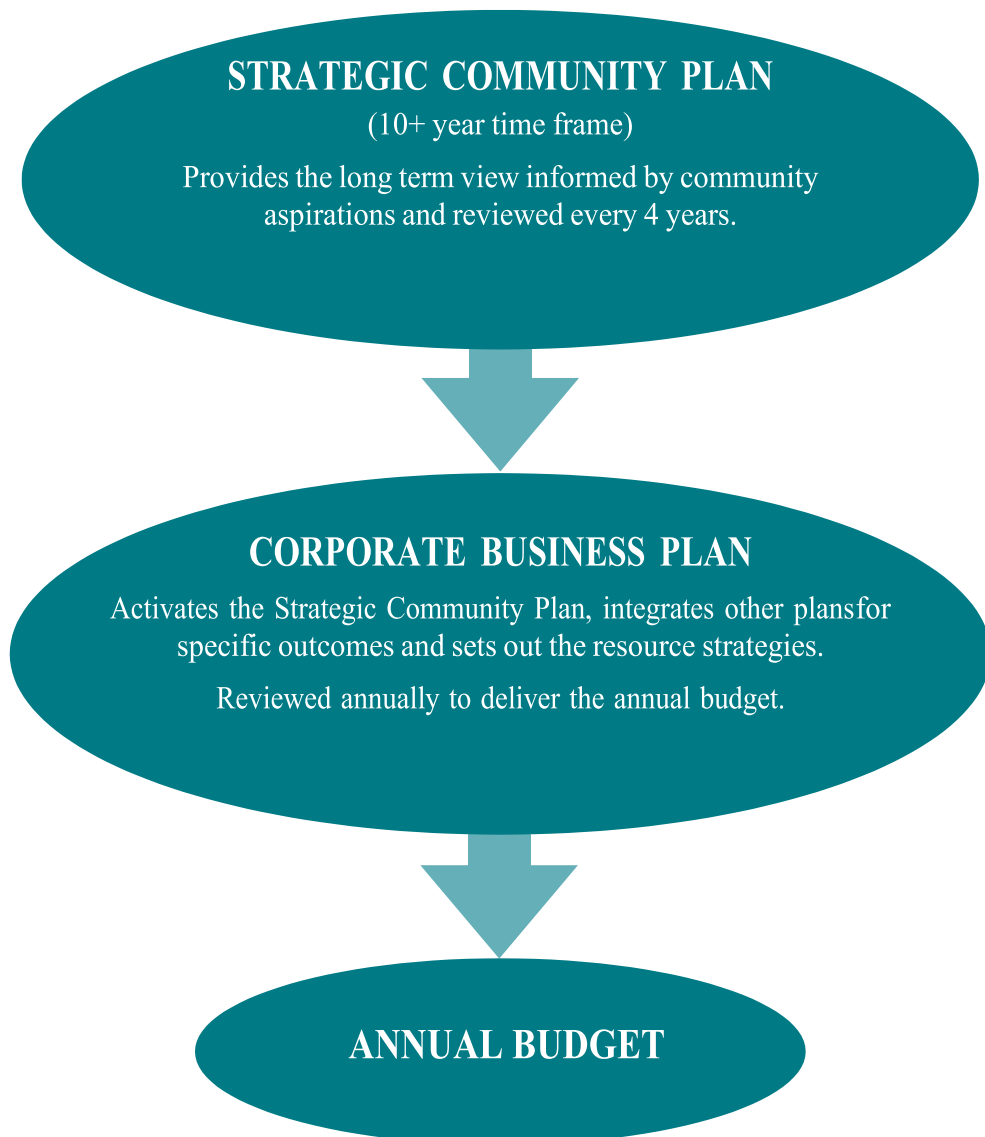 STRATEGIC COMMUNITY PLAN
(10+ year time frame)
Provides the long term view informed by community
aspirations and reviewed every 4 years.
CORPORATE BUSINESS PLAN
Activates the Strategic Community Plan, integrates other plansfor
specific outcomes and sets out the resource strategies.
Reviewed annually to deliver the annual budget.
ANNUAL BUDGET